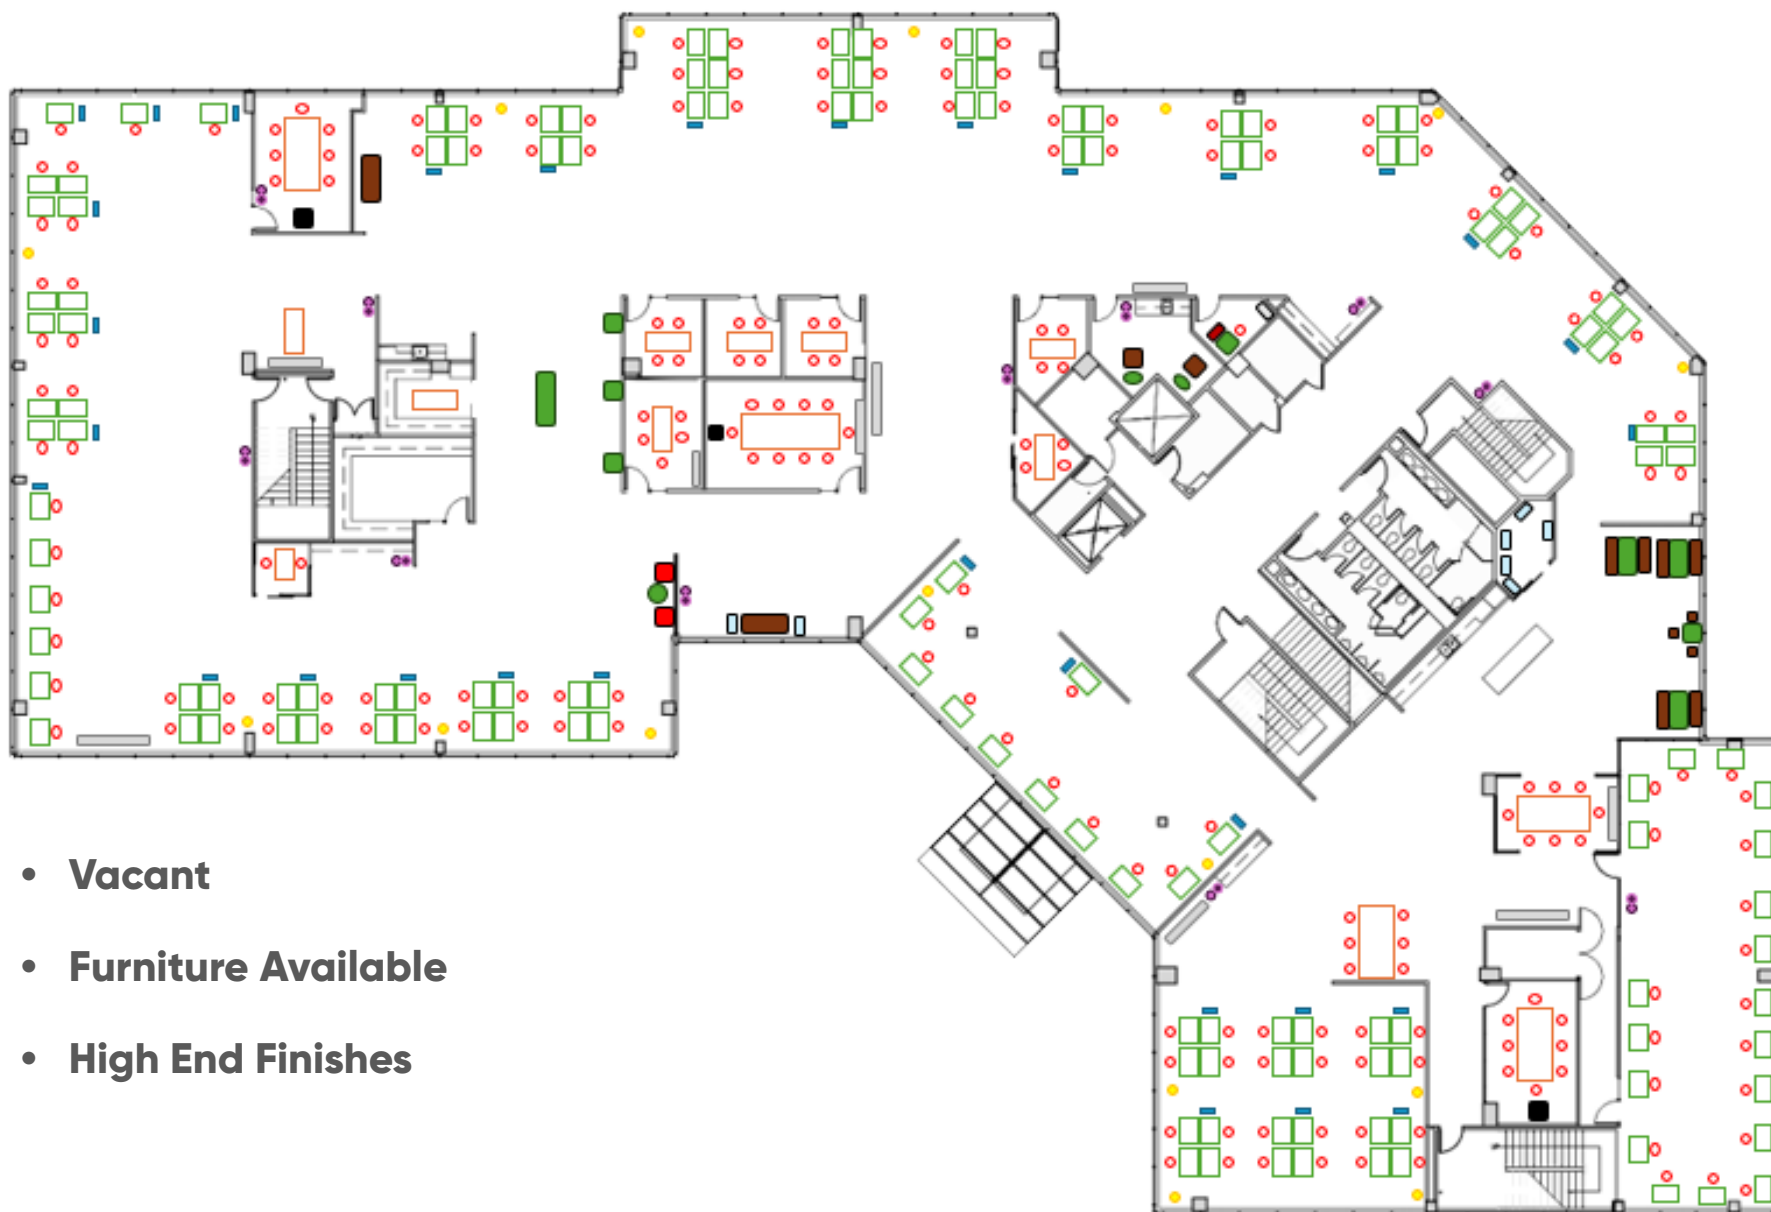 • Vacant
• Furniture Available
• High End Finishes